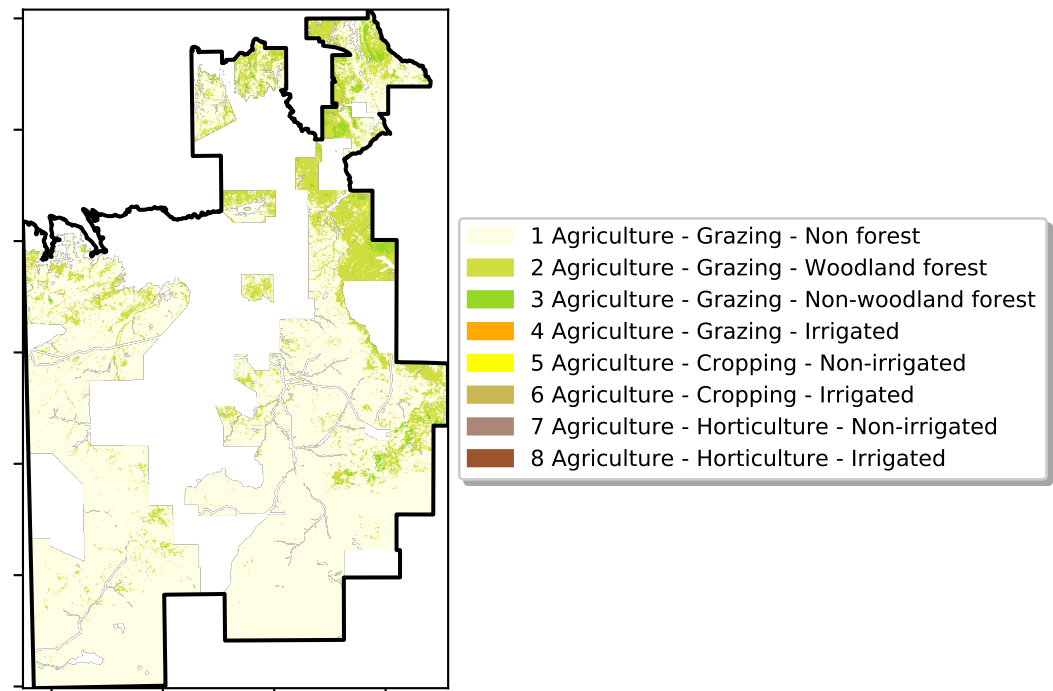 1 Agriculture - Grazing - Non forest
2 Agriculture - Grazing - Woodland forest
3 Agriculture - Grazing - Non-woodland forest
4 Agriculture - Grazing - Irrigated
5 Agriculture - Cropping - Non-irrigated
6 Agriculture - Cropping - Irrigated
7 Agriculture - Horticulture - Non-irrigated
8 Agriculture - Horticulture - Irrigated